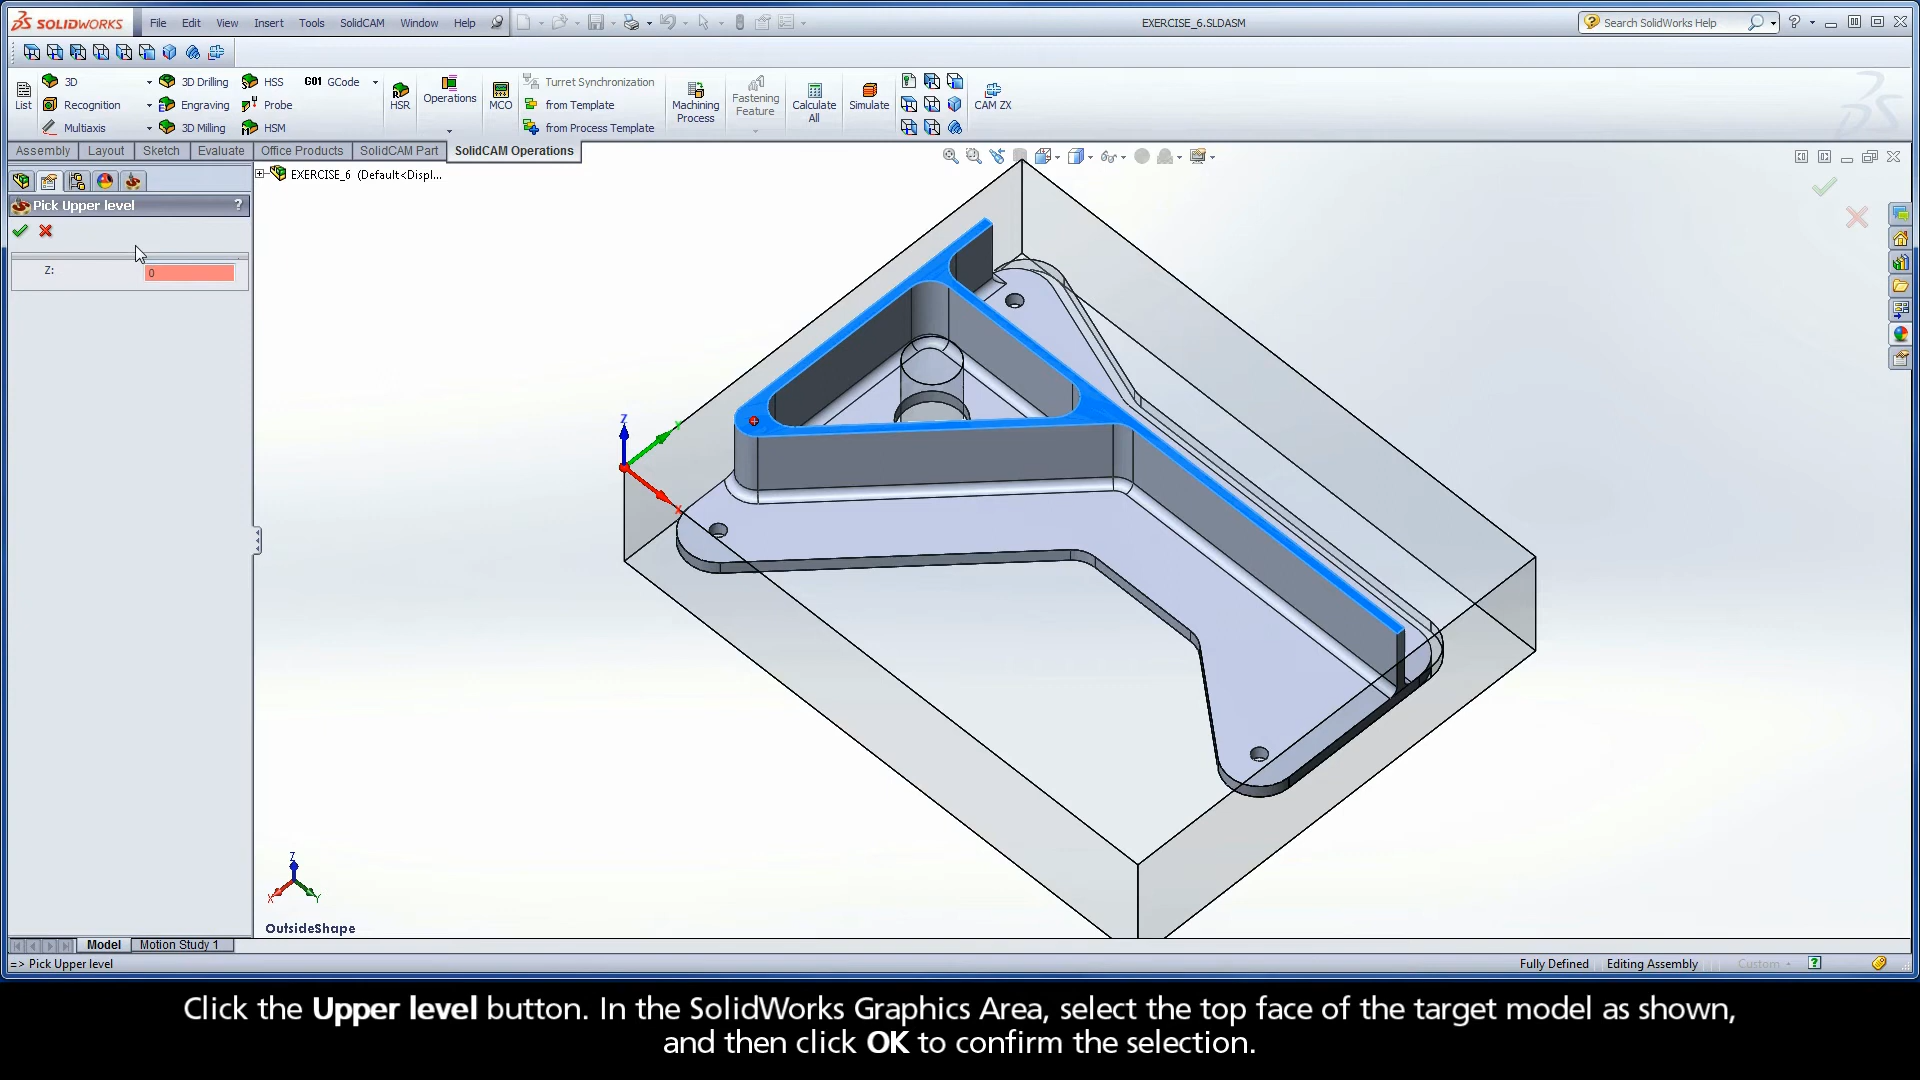 SOLIDWORKS File Edit View Insert Tools SolidCAM Window Help EXERCISE_6.SLDASM Search SolidWorks Help
3D 3D Drilling HSS G01 GCode Turret Synchronization
List Recognition Engraving Probe HSR Operations MCO from Template Machining Process Fastening Feature Calculate All Simulate CAM ZX
Multiaxis 3D Milling HSM from Process Template
Assembly Layout Sketch Evaluate Office Products SolidCAM Part SolidCAM Operations
EXERCISE_6 (Default<Displ...
Pick Upper level ?
Z: 0
Z
Y
X
Z
X Y
OutsideShape
Model Motion Study 1
=> Pick Upper level Fully Defined Editing Assembly Custom
Click the Upper level button. In the SolidWorks Graphics Area, select the top face of the target model as shown,
and then click OK to confirm the selection.